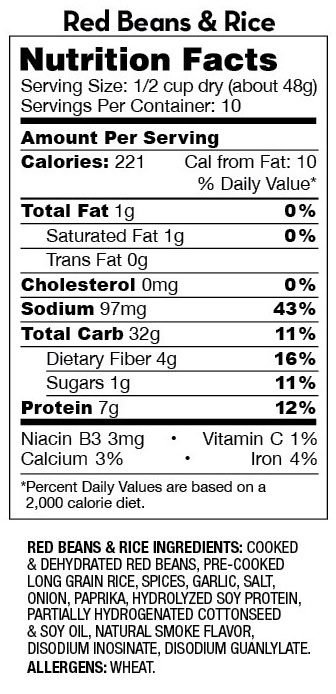 Red Beans & Rice
Nutrition Facts
Serving Size: 1/2 cup dry (about 48g)
Servings Per Container: 10
Amount Per Serving
Calories: 221 Cal from Fat: 10
% Daily Value*
Total Fat 1g 0%
Saturated Fat 1g 0%
Trans Fat 0g
Cholesterol 0mg 0%
Sodium 97mg 43%
Total Carb 32g 11%
Dietary Fiber 4g 16%
Sugars 1g 11%
Protein 7g 12%
Niacin B3 3mg • Vitamin C 1%
Calcium 3% • Iron 4%
*Percent Daily Values are based on a
2,000 calorie diet.
RED BEANS & RICE INGREDIENTS: COOKED
& DEHYDRATED RED BEANS, PRE-COOKED
LONG GRAIN RICE, SPICES, GARLIC, SALT,
ONION, PAPRIKA, HYDROLYZED SOY PROTEIN,
PARTIALLY HYDROGENATED COTTONSEED
& SOY OIL, NATURAL SMOKE FLAVOR,
DISODIUM INOSINATE, DISODIUM GUANLYLATE.
ALLERGENS: WHEAT.